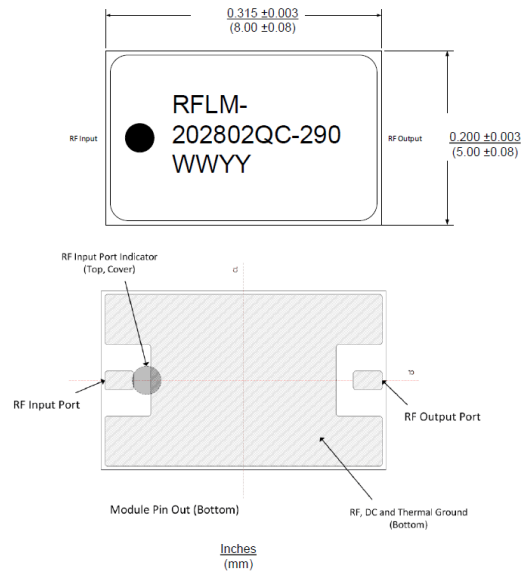 0.315 ±0.003
(8.00 ±0.08)
RFLM-
202802QC-290
WWYY
RF Input
RF Output
0.200 ±0.003
(5.00 ±0.08)
RF Input Port Indicator
(Top, Cover)
RF Input Port
RF Output Port
Module Pin Out (Bottom)
RF, DC and Thermal Ground
(Bottom)
Inches
(mm)